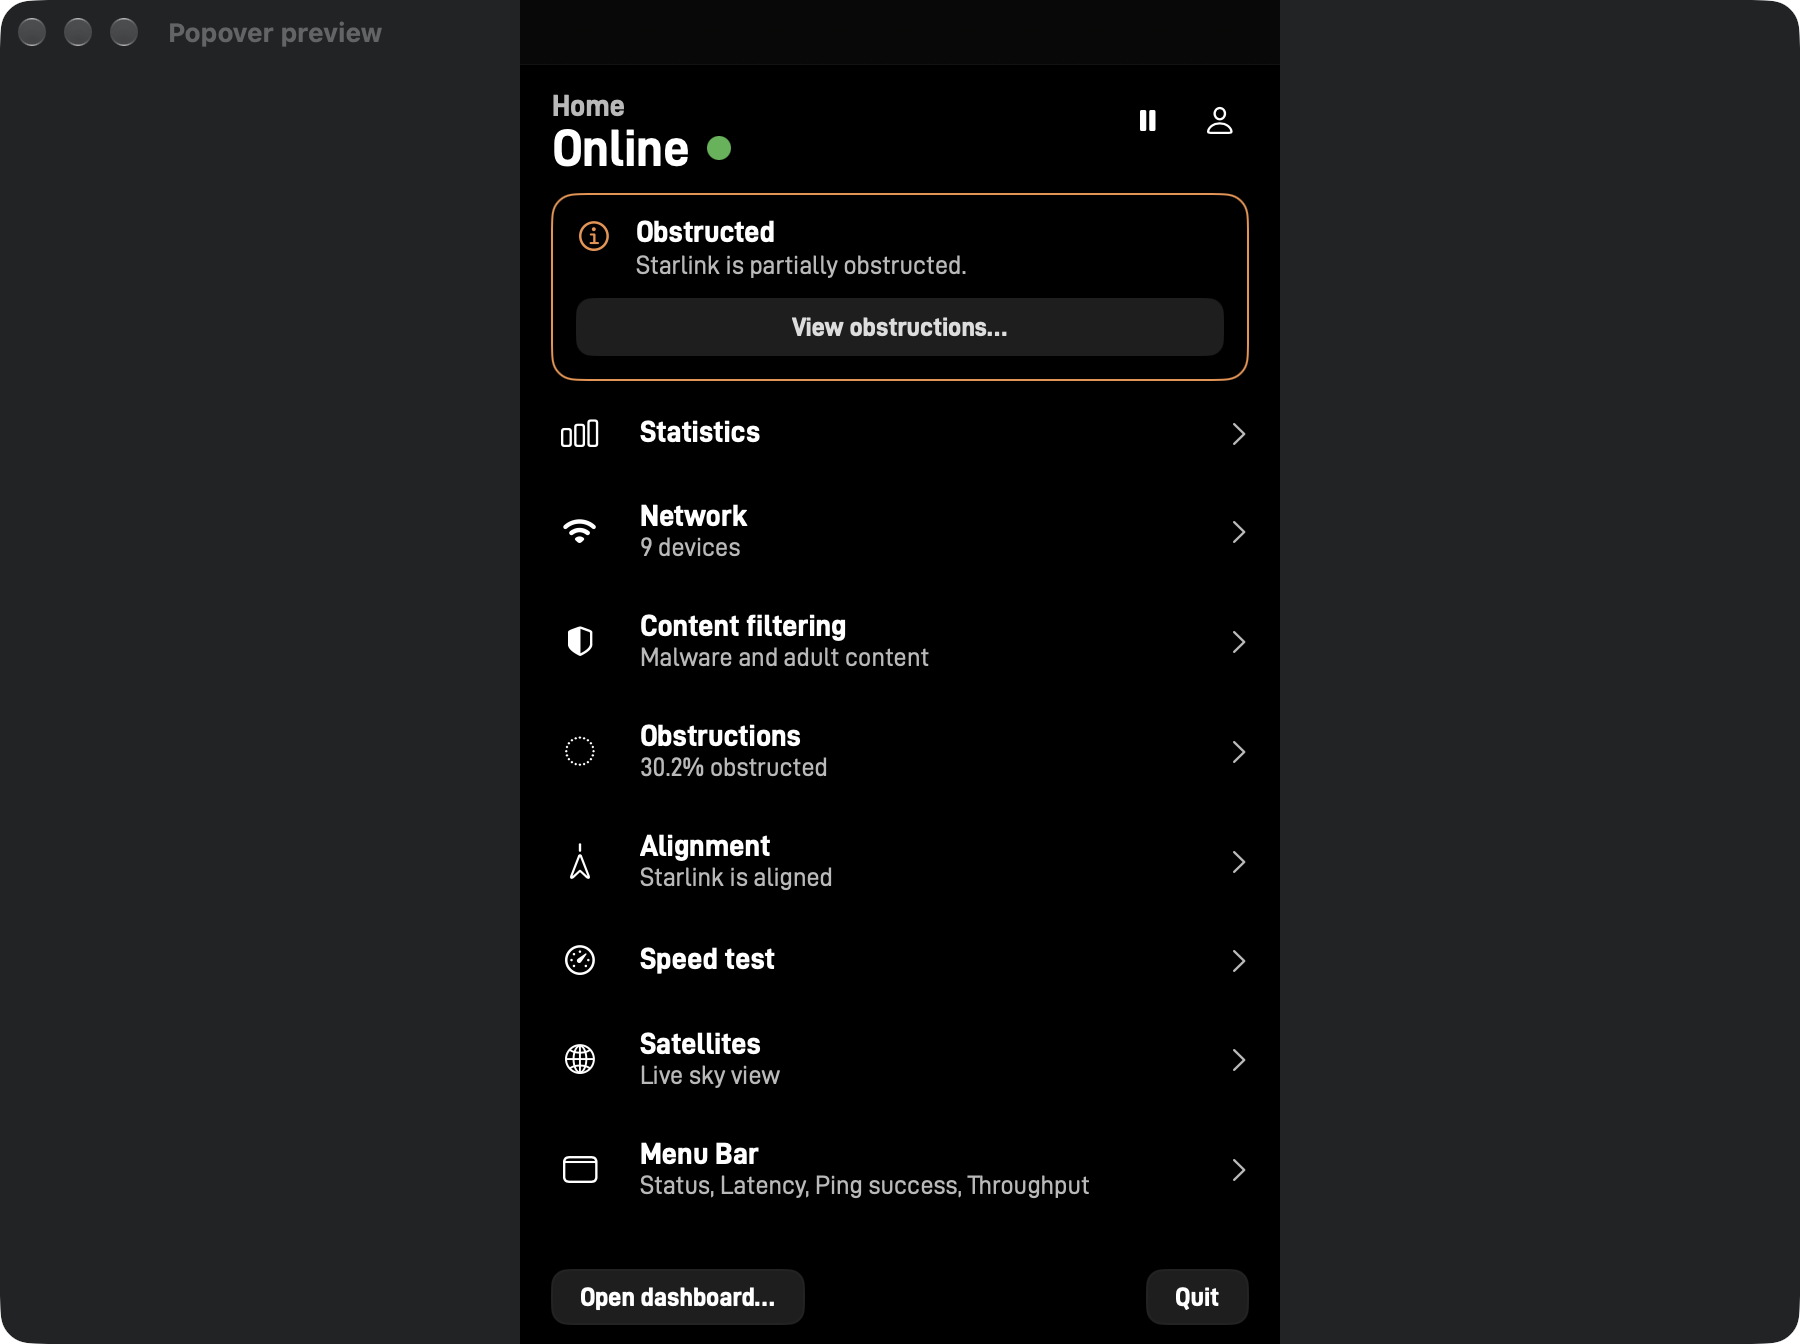 Popover preview
Home
Online
Obstructed
Starlink is partially obstructed.
View obstructions...
Statistics
Network
9 devices
Content filtering
Malware and adult content
Obstructions
30.2% obstructed
Alignment
Starlink is aligned
Speed test
Satellites
Live sky view
Menu Bar
Status, Latency, Ping success, Throughput
Open dashboard...
Quit